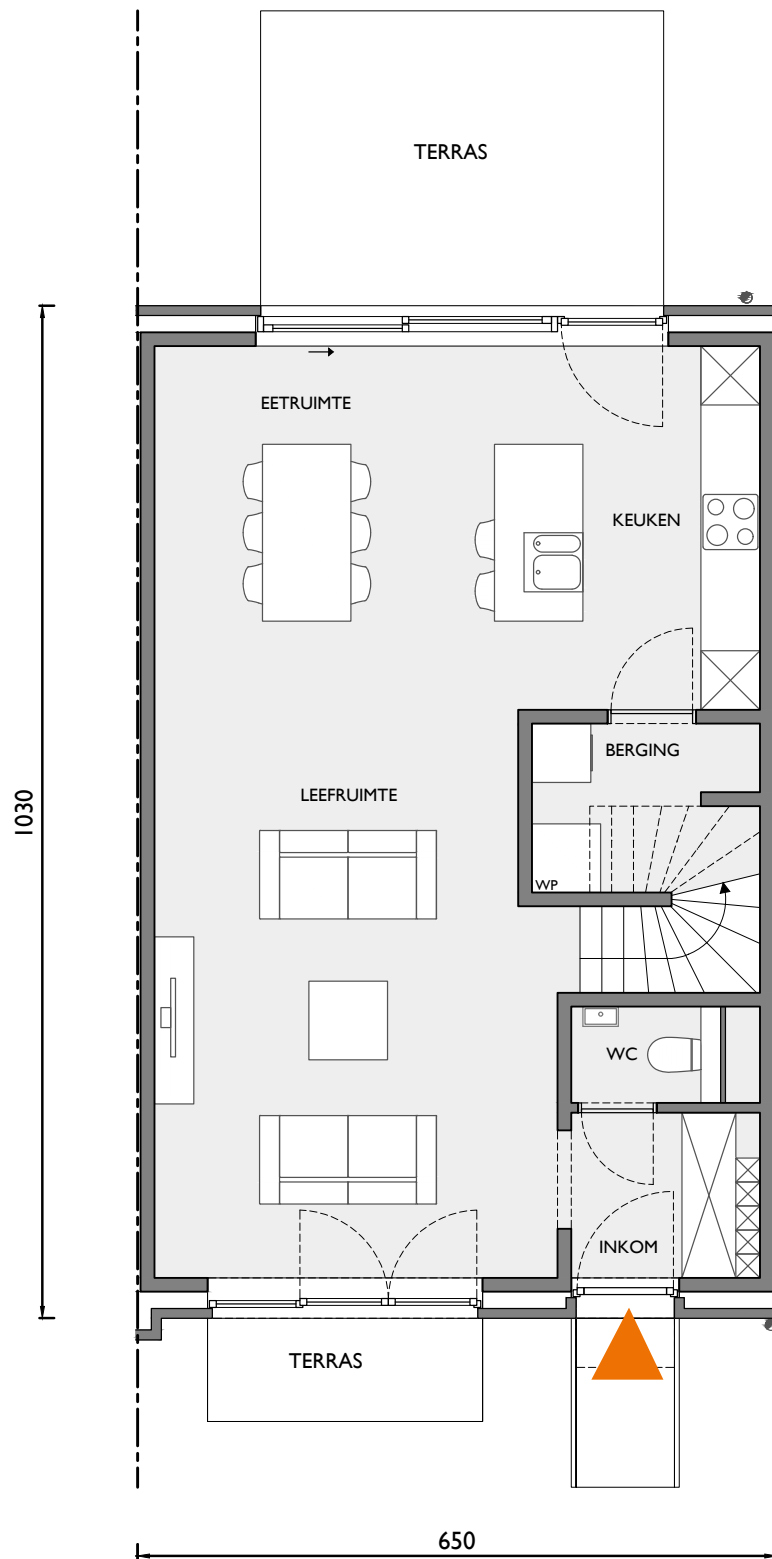 TERRAS
EETRUIMTE
KEUKEN
BERGING
LEEFRUIMTE
1030
WP
WC
INKOM
TERRAS
650